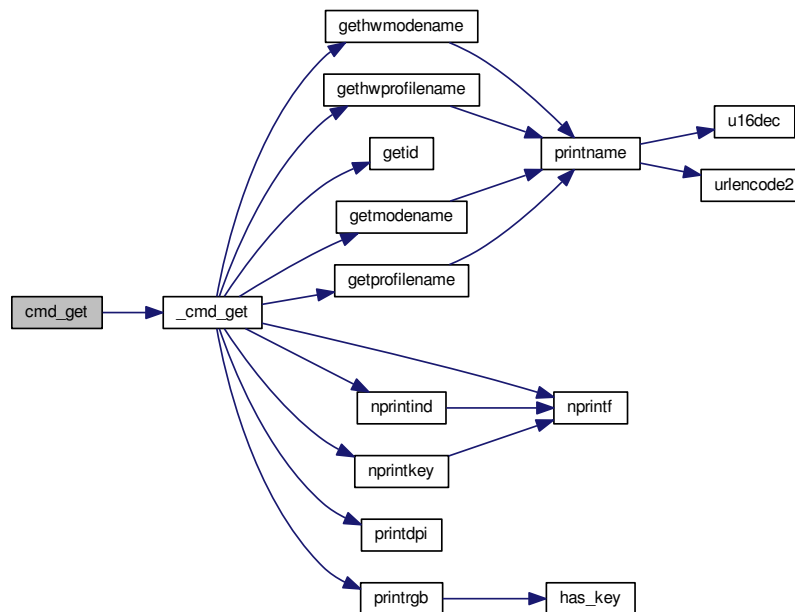 gethwmodename
gethwprofilename
u16dec
getid
printname
urlencode2
getmodename
getprofilename
cmd_get
_cmd_get
nprintind
nprintf
nprintkey
printdpi
printrgb
has_key